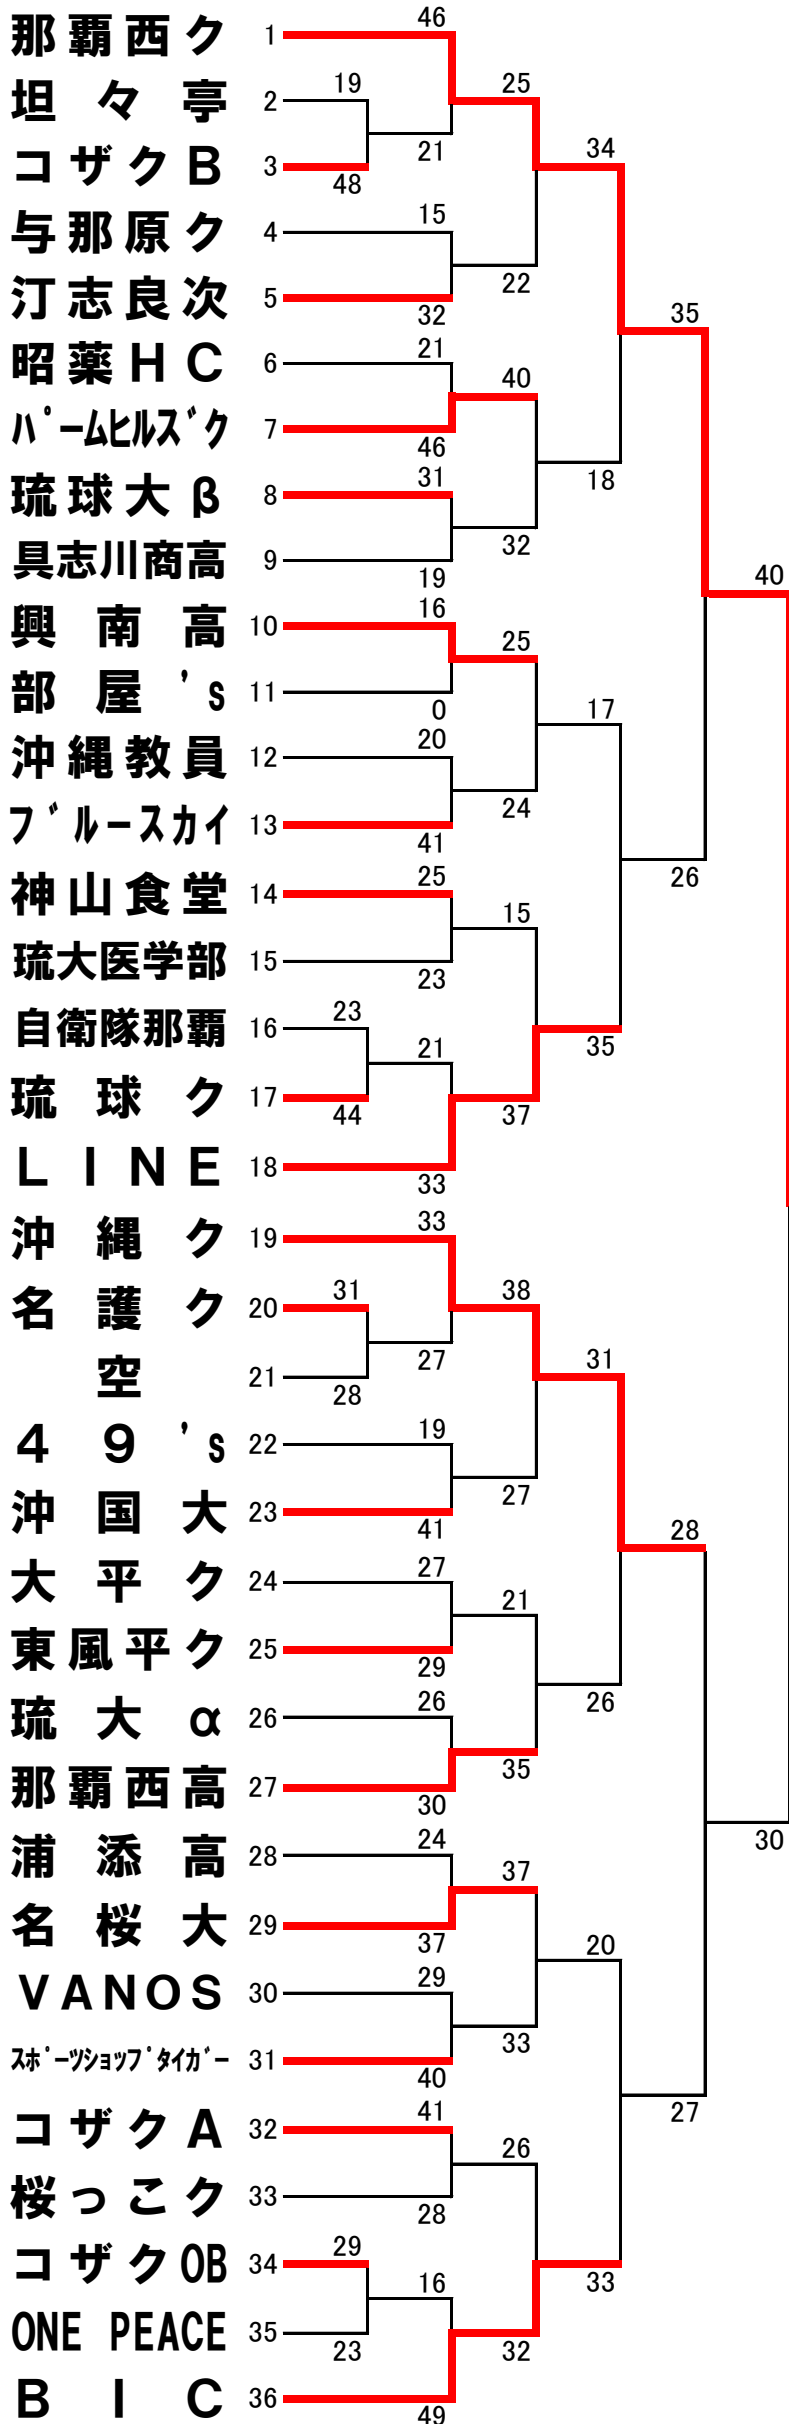 46
那覇西ク 1
19 25
坦々亭 2
21 34
コザクB 3
48
15
与那原ク 4
22
汀志良次 5
32 35
21
昭薬HC 6
40
パームヒルズク 7
46
31 18
琉球大β 8
32
具志川商高 9
19 40
16
興南高 10
25
部屋's 11
0 17
20
沖縄教員 12
24
ブルースカイ 13
41
25 26
神山食堂 14
15
琉大医学部 15
23
23
自衛隊那覇 16
21 35
琉球ク 17
44 37
LINE 18
33
33
沖縄ク 19
31 38
名護ク 20
27 31
空 21
28
19
49's 22
27
沖国大 23
41 28
27
大平ク 24
21
東風平ク 25
29
26 26
琉大α 26
35
那覇西高 27
30
24 30
浦添高 28
37
名桜大 29
37 20
29
VANOS 30
33
スポーツショップタイガー 31
40
41 27
コザクA 32
26
桜っこク 33
28
29
コザクOB 34
16 33
ONE PEACE 35
23 32
BIC 36
49